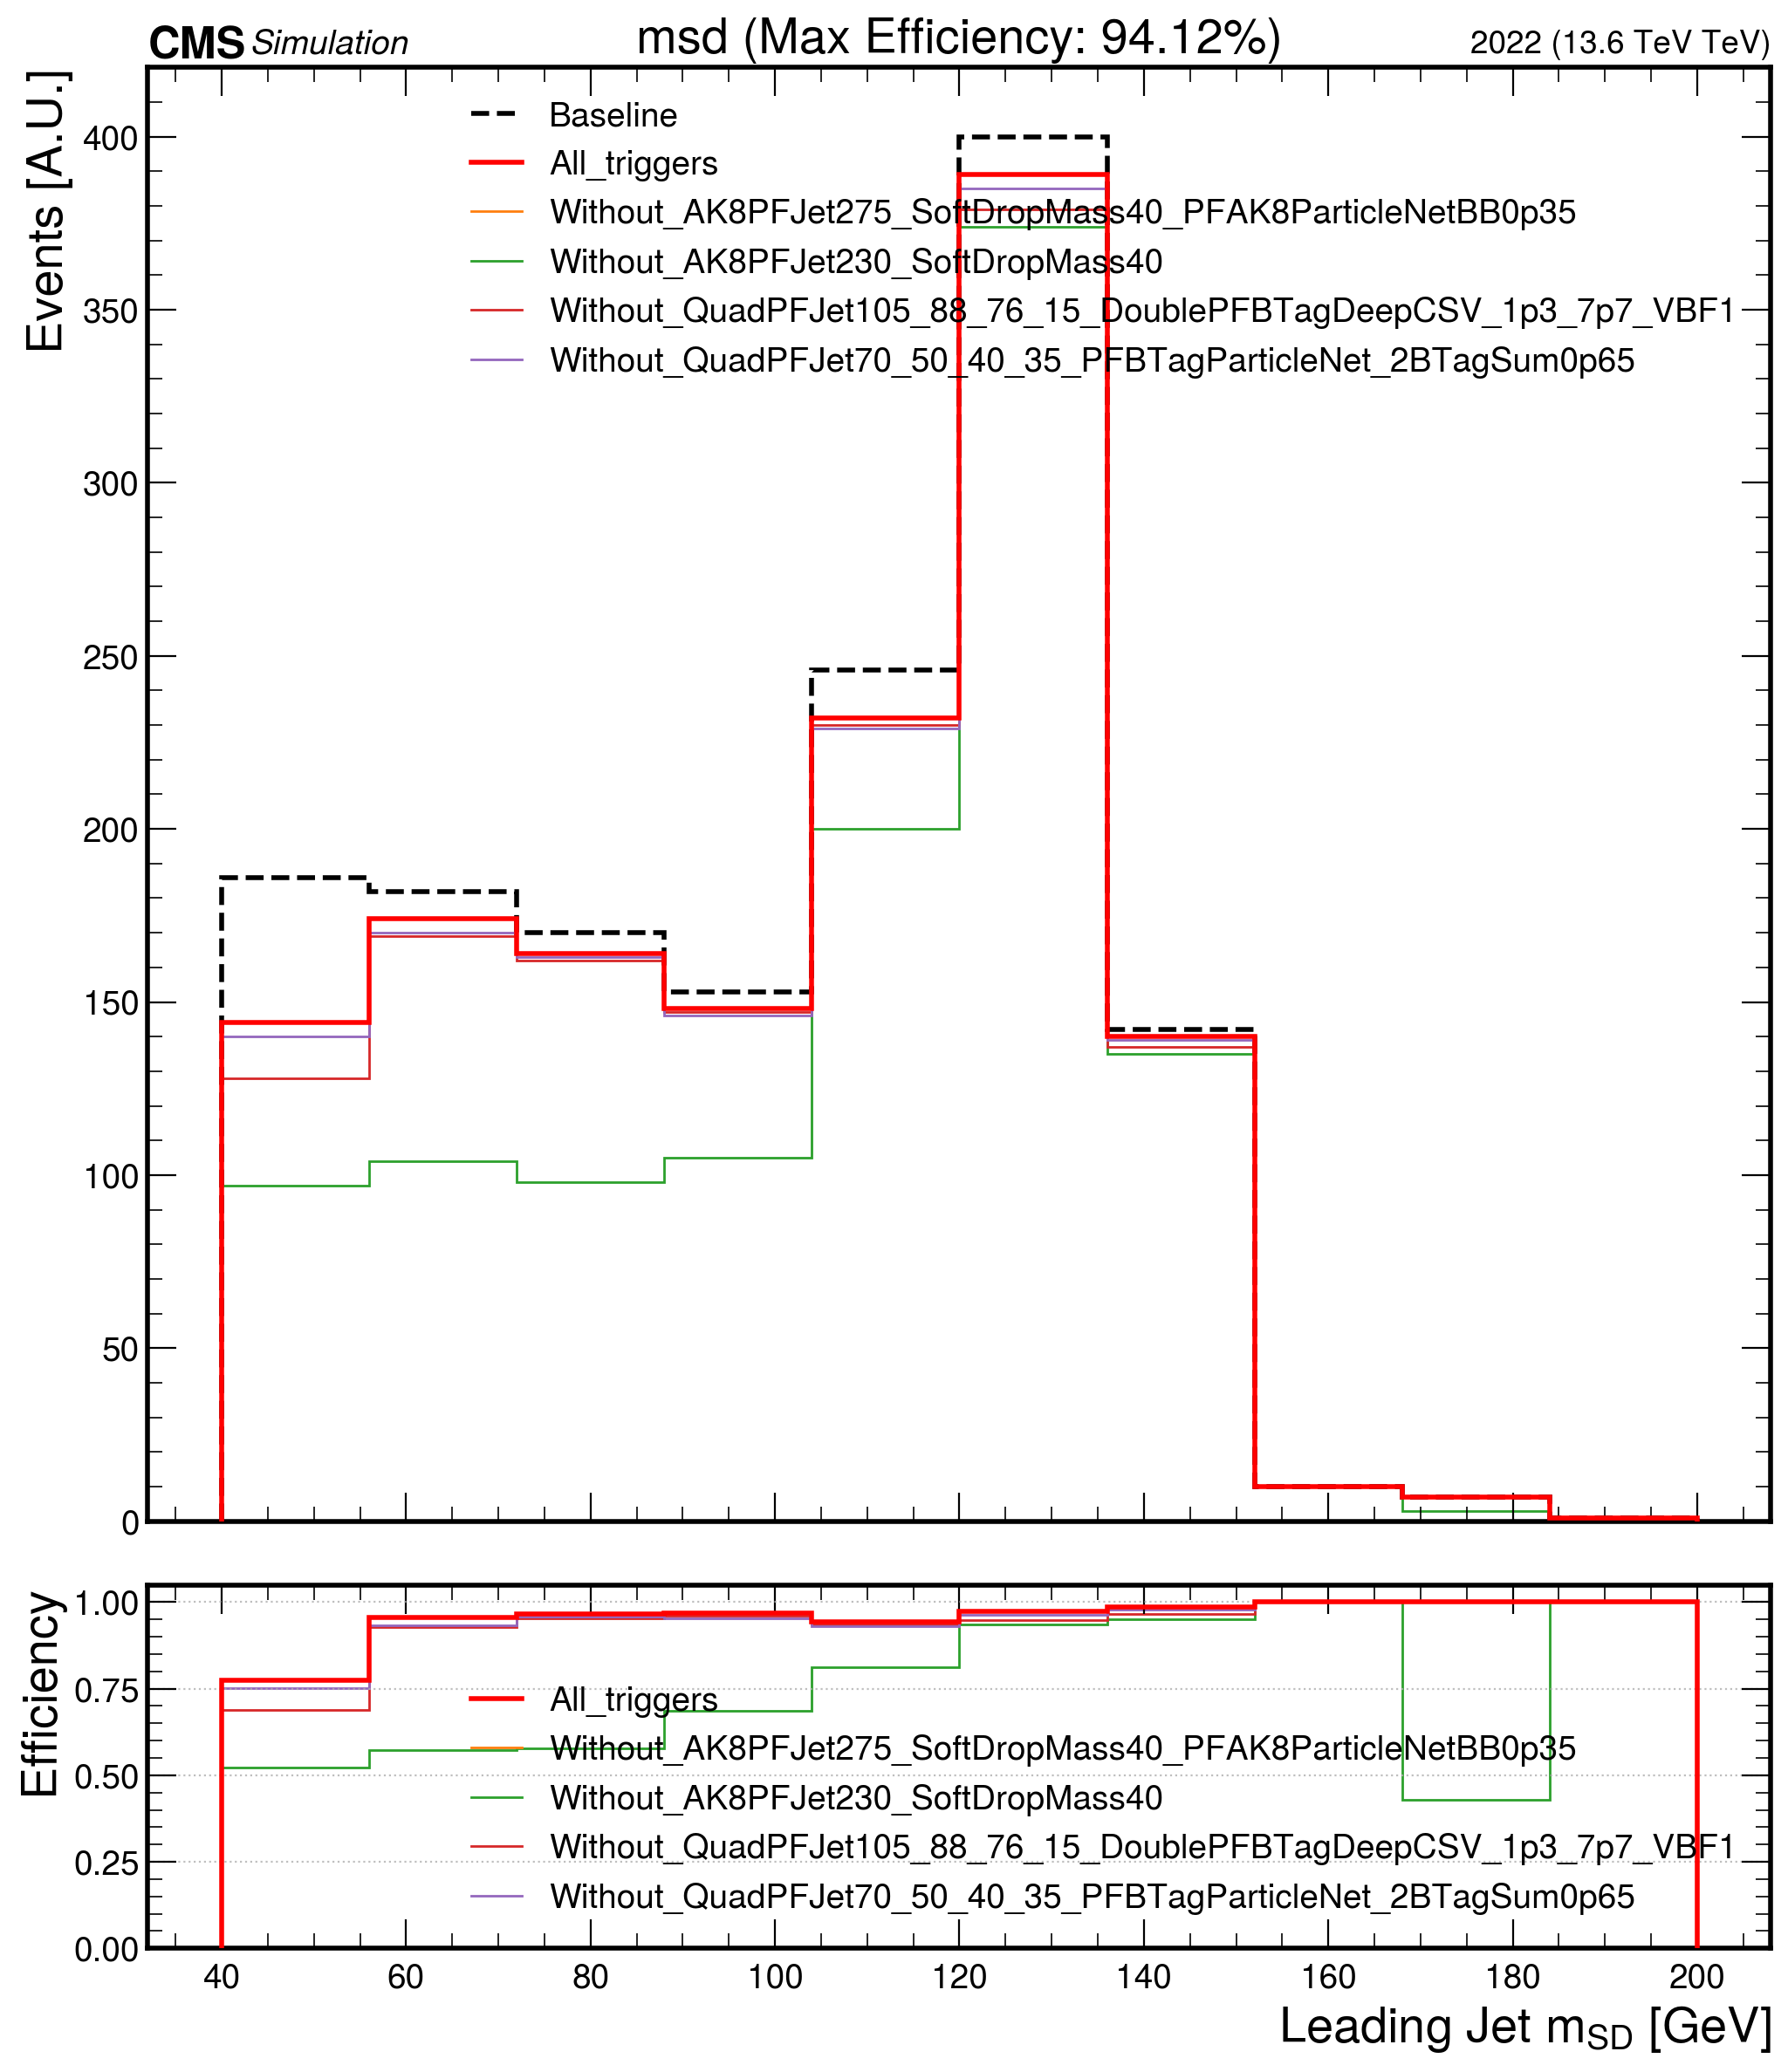 CMS Simulation msd (Max Efficiency: 94.12%) 2022 (13.6 TeV TeV)
Events [A.U.]
400
350
300
250
200
150
100
50
0
Baseline
All_triggers
Without_AK8PFJet275_SoftDropMass40_PFAK8ParticleNetBB0p35
Without_AK8PFJet230_SoftDropMass40
Without_QuadPFJet105_88_76_15_DoublePFBTagDeepCSV_1p3_7p7_VBF1
Without_QuadPFJet70_50_40_35_PFBTagParticleNet_2BTagSum0p65
Efficiency
1.00
0.75
0.50
0.25
0.00
All_triggers
Without_AK8PFJet275_SoftDropMass40_PFAK8ParticleNetBB0p35
Without_AK8PFJet230_SoftDropMass40
Without_QuadPFJet105_88_76_15_DoublePFBTagDeepCSV_1p3_7p7_VBF1
Without_QuadPFJet70_50_40_35_PFBTagParticleNet_2BTagSum0p65
40 60 80 100 120 140 160 180 200
Leading Jet mSD [GeV]